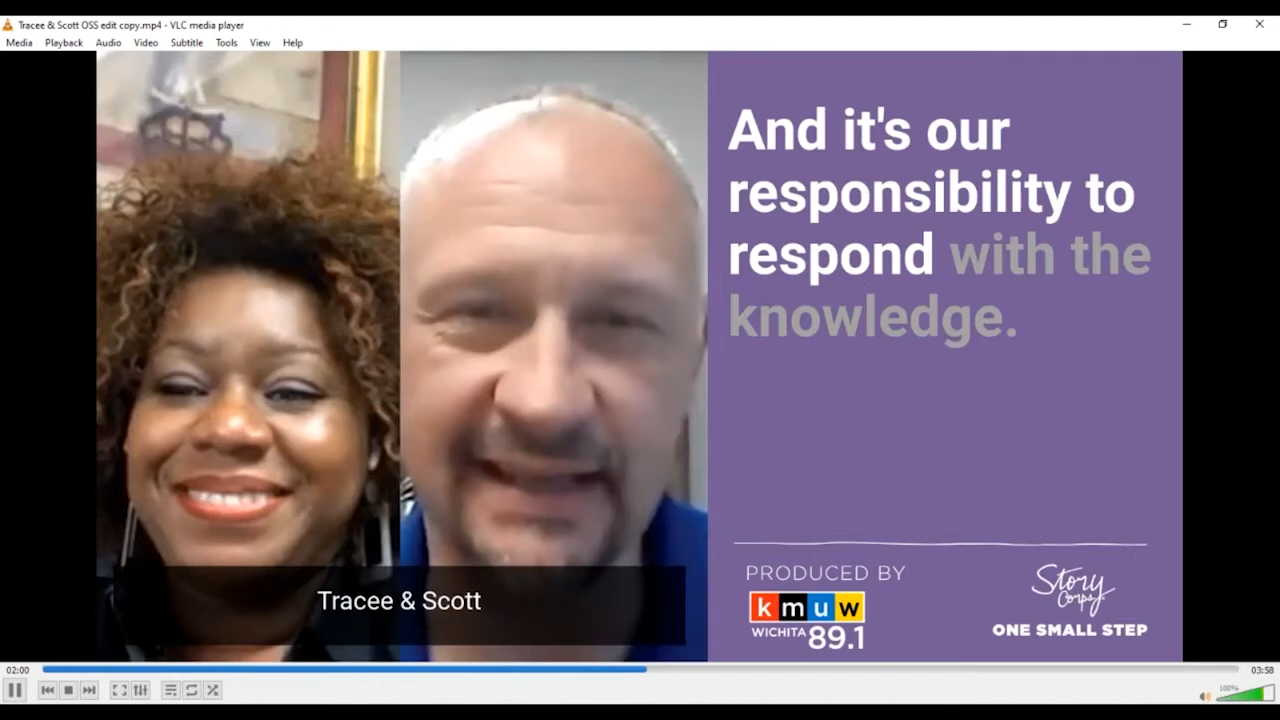 Tracee & Scott OSS edit copy.mp4 - VLC media player
Media Playback Audio Video Subtitle Tools View Help
And it's our
responsibility to
respond with the
knowledge.
Tracee & Scott
PRODUCED BY
kmuw
WICHITA 89.1
Story
Corps
ONE SMALL STEP
02:00
03:58
100%